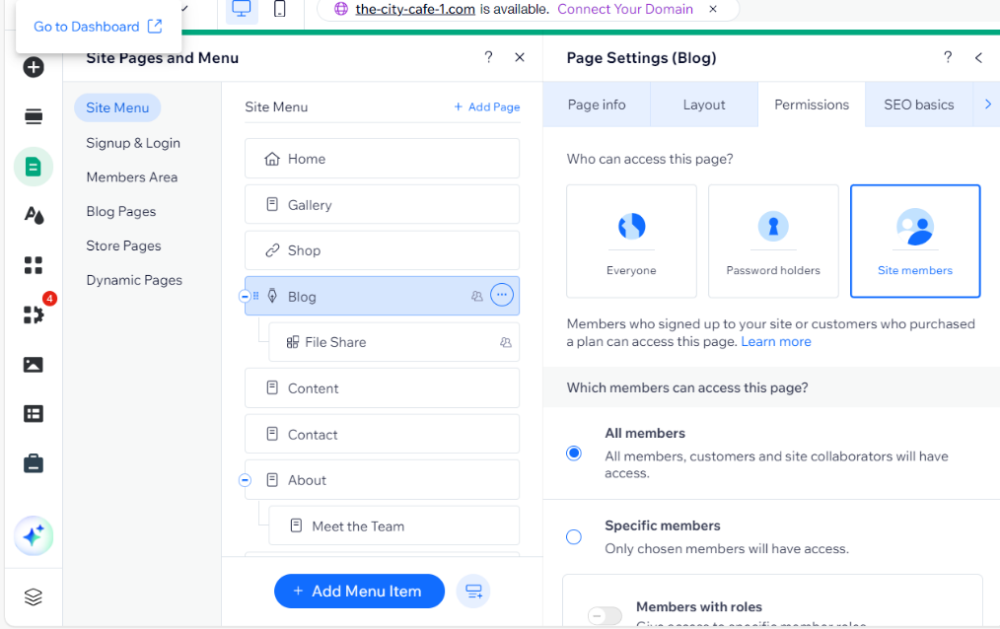 Go to Dashboard
the-city-cafe-1.com is available. Connect Your Domain
Site Pages and Menu
?
Site Menu
Signup & Login
Members Area
Blog Pages
Store Pages
Dynamic Pages
4
Site Menu
+ Add Page
Home
Gallery
Shop
Blog
File Share
Content
Contact
About
Meet the Team
+ Add Menu Item
Page Settings (Blog)
?
Page info
Layout
Permissions
SEO basics
Who can access this page?
Everyone
Password holders
Site members
Members who signed up to your site or customers who purchased
a plan can access this page. Learn more
Which members can access this page?
All members
All members, customers and site collaborators will have
access.
Specific members
Only chosen members will have access.
Members with roles
Give access to specific member roles